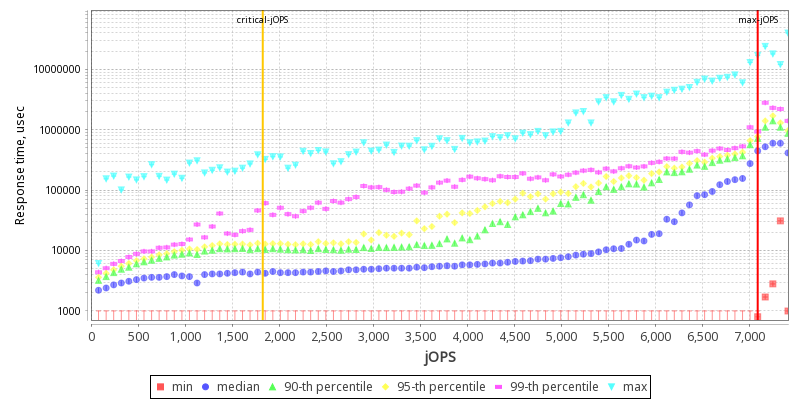 critical-jOPS
max-jOPS
Response time, usec
10000000
1000000
100000
10000
1000
0
500
1,000
1,500
2,000
2,500
3,000
3,500
4,000
4,500
5,000
5,500
6,000
6,500
7,000
jOPS
min
median
90-th percentile
95-th percentile
99-th percentile
max